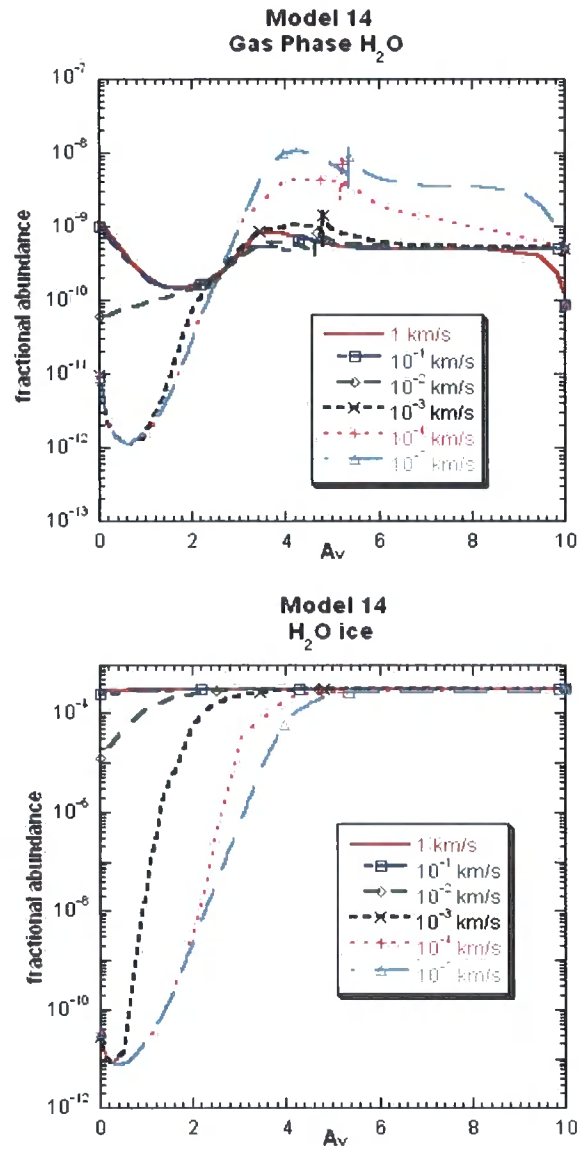 Model 14
Gas Phase H₂O
10⁻⁷
10⁻⁸
10⁻⁹
10⁻¹⁰
10⁻¹¹
10⁻¹²
10⁻¹³
fractional abundance
1 km/s
10⁻¹ km/s
10⁻² km/s
10⁻³ km/s
10⁻⁴ km/s
km/s
0 2 4 6 8 10
Aᵥ
Model 14
H₂O ice
10⁻⁴
10⁻⁶
10⁻⁸
10⁻¹⁰
10⁻¹²
fractional abundance
1 km/s
10⁻¹ km/s
10⁻² km/s
10⁻³ km/s
10⁻⁴ km/s
km/s
0 2 4 6 8 10
Aᵥ